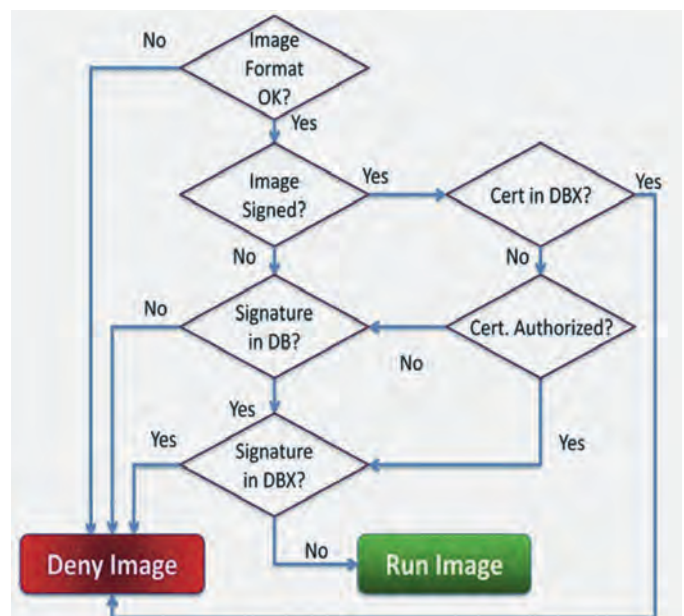 Image
Format
OK?
No
Yes
Image
Signed?
Yes
Cert in DBX?
Yes
No
No
Signature
in DB?
No
Cert. Authorized?
No
Yes
Signature
in DBX?
Yes
Yes
No
Deny Image
Run Image